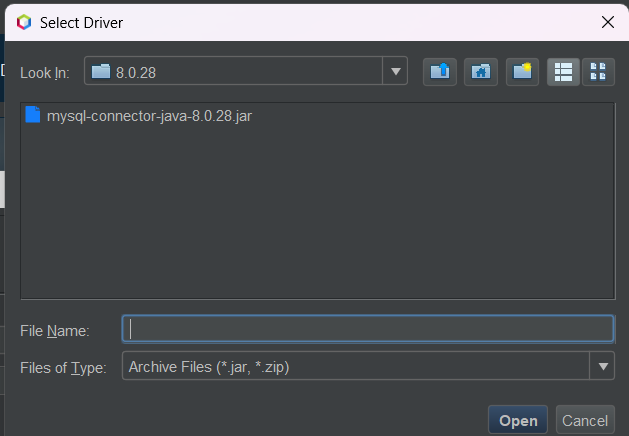 Select Driver
Look In: 8.0.28
mysql-connector-java-8.0.28.jar
File Name:
Files of Type: Archive Files (*.jar, *.zip)
Open Cancel